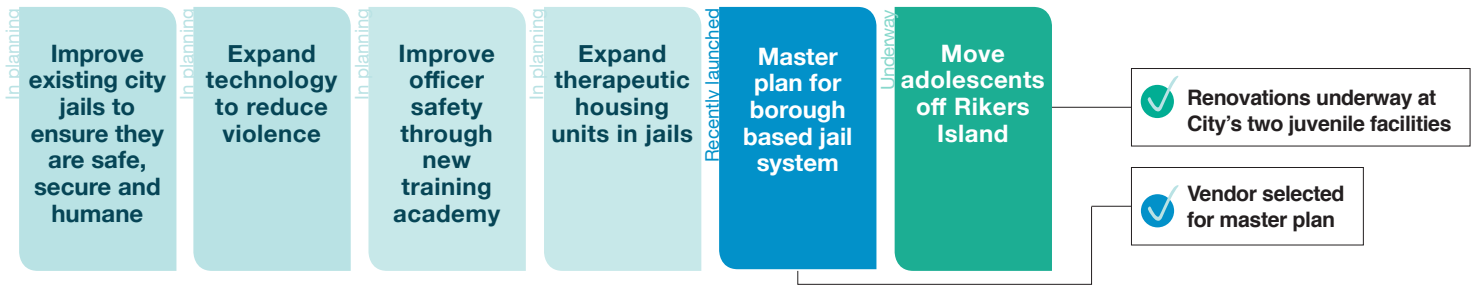 In planning
Improve
existing city
jails to
ensure they
are safe,
secure and
humane
In planning
Expand
technology
to reduce
violence
In planning
Improve
officer
safety
through
new
training
academy
In planning
Expand
therapeutic
housing
units in jails
Recently launched
Master
plan for
borough
based jail
system
Underway
Move
adolescents
off Rikers
Island
Renovations underway at
City's two juvenile facilities
Vendor selected
for master plan